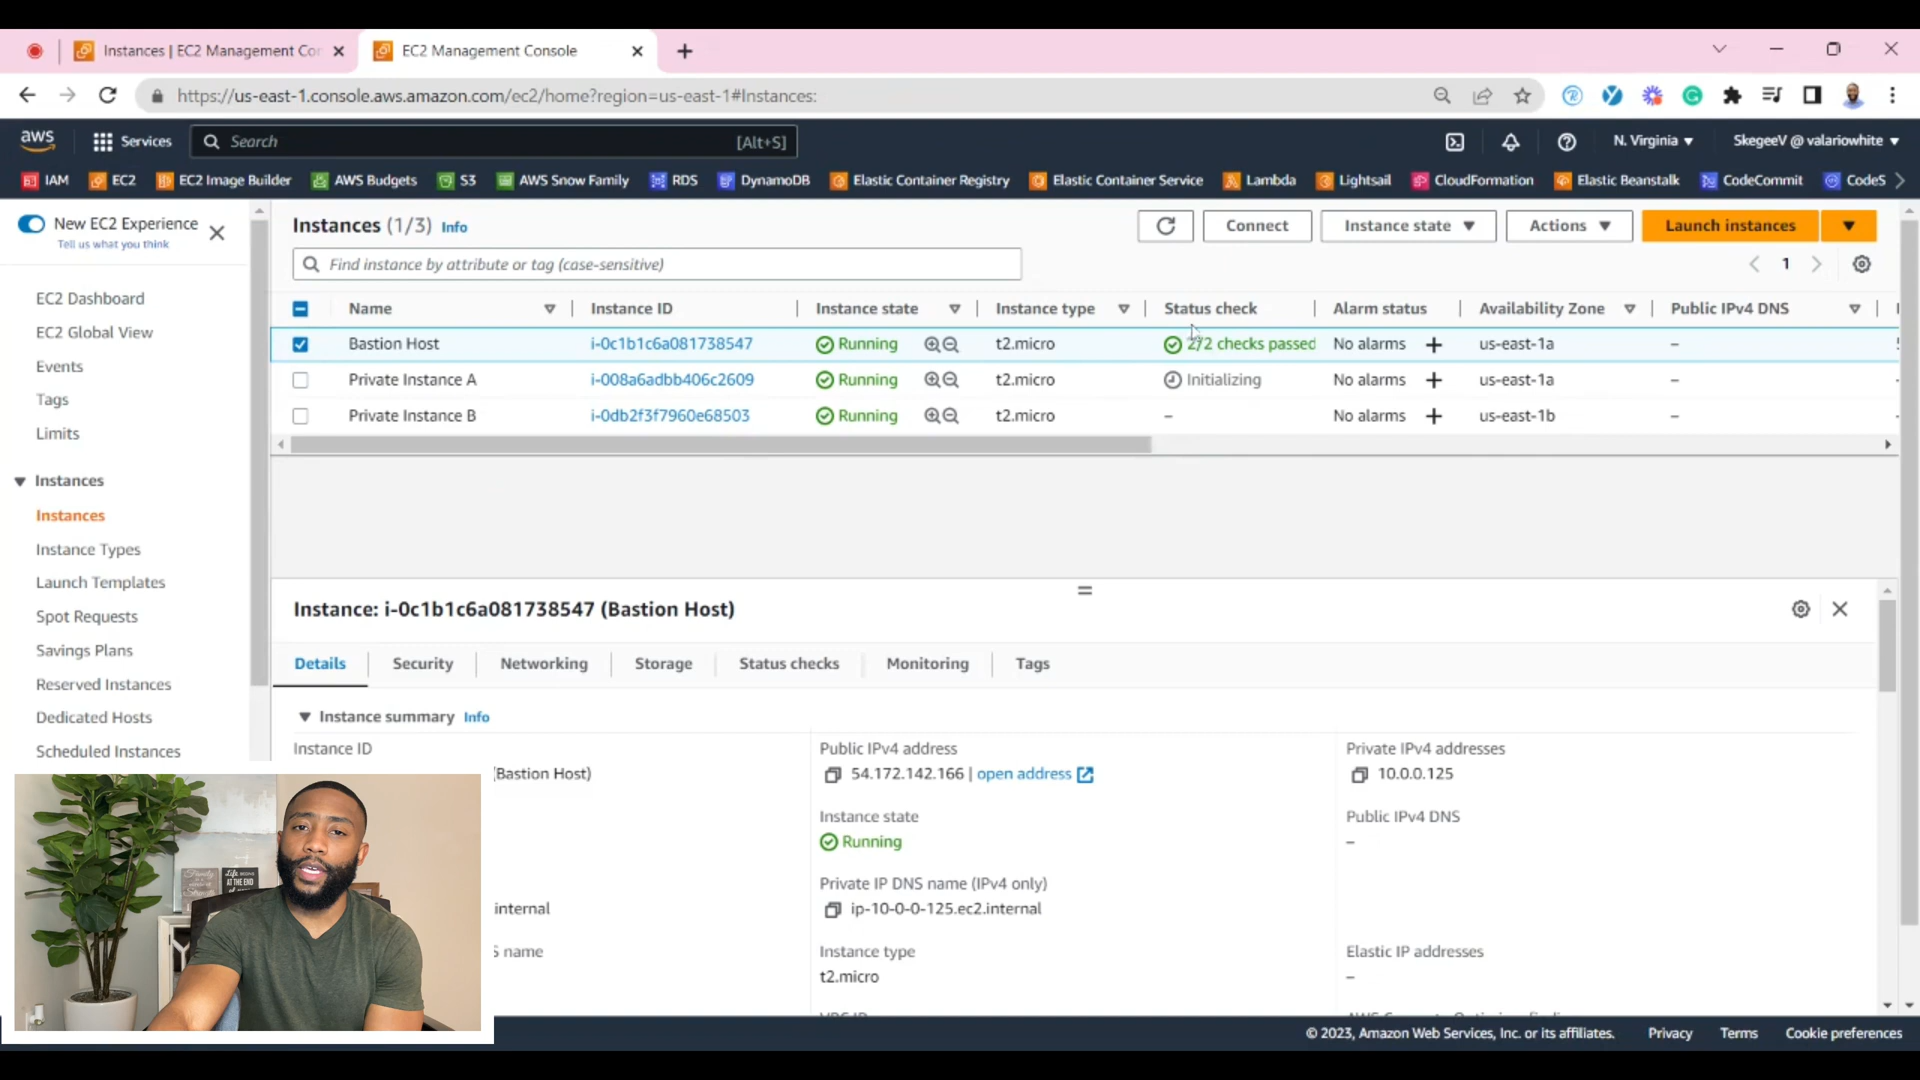 Instances | EC2 Management Cor
EC2 Management Console
https://us-east-1.console.aws.amazon.com/ec2/home?region=us-east-1#Instances:
aws
Services
Search
[Alt+S]
N. Virginia
SkegeeV @ valariowhite
IAM
EC2
EC2 Image Builder
AWS Budgets
S3
AWS Snow Family
RDS
DynamoDB
Elastic Container Registry
Elastic Container Service
Lambda
Lightsail
CloudFormation
Elastic Beanstalk
CodeCommit
CodeS
New EC2 Experience
Tell us what you think
EC2 Dashboard
EC2 Global View
Events
Tags
Limits
Instances
Instances
Instance Types
Launch Templates
Spot Requests
Savings Plans
Reserved Instances
Dedicated Hosts
Scheduled Instances
Instances (1/3) Info
Connect
Instance state
Actions
Launch instances
Find instance by attribute or tag (case-sensitive)
1
Name Instance ID Instance state Instance type Status check Alarm status Availability Zone Public IPv4 DNS
Bastion Host i-0c1b1c6a081738547 Running t2.micro 2/2 checks passed No alarms + us-east-1a –
Private Instance A i-008a6adbb406c2609 Running t2.micro Initializing No alarms + us-east-1a –
Private Instance B i-0db2f3f7960e68503 Running t2.micro – No alarms + us-east-1b –
Instance: i-0c1b1c6a081738547 (Bastion Host)
Details
Security
Networking
Storage
Status checks
Monitoring
Tags
Instance summary Info
Instance ID
(Bastion Host)
internal
S name
Public IPv4 address
54.172.142.166 | open address
Instance state
Running
Private IP DNS name (IPv4 only)
ip-10-0-0-125.ec2.internal
Instance type
t2.micro
Private IPv4 addresses
10.0.0.125
Public IPv4 DNS
–
Elastic IP addresses
–
© 2023, Amazon Web Services, Inc. or its affiliates.
Privacy
Terms
Cookie preferences